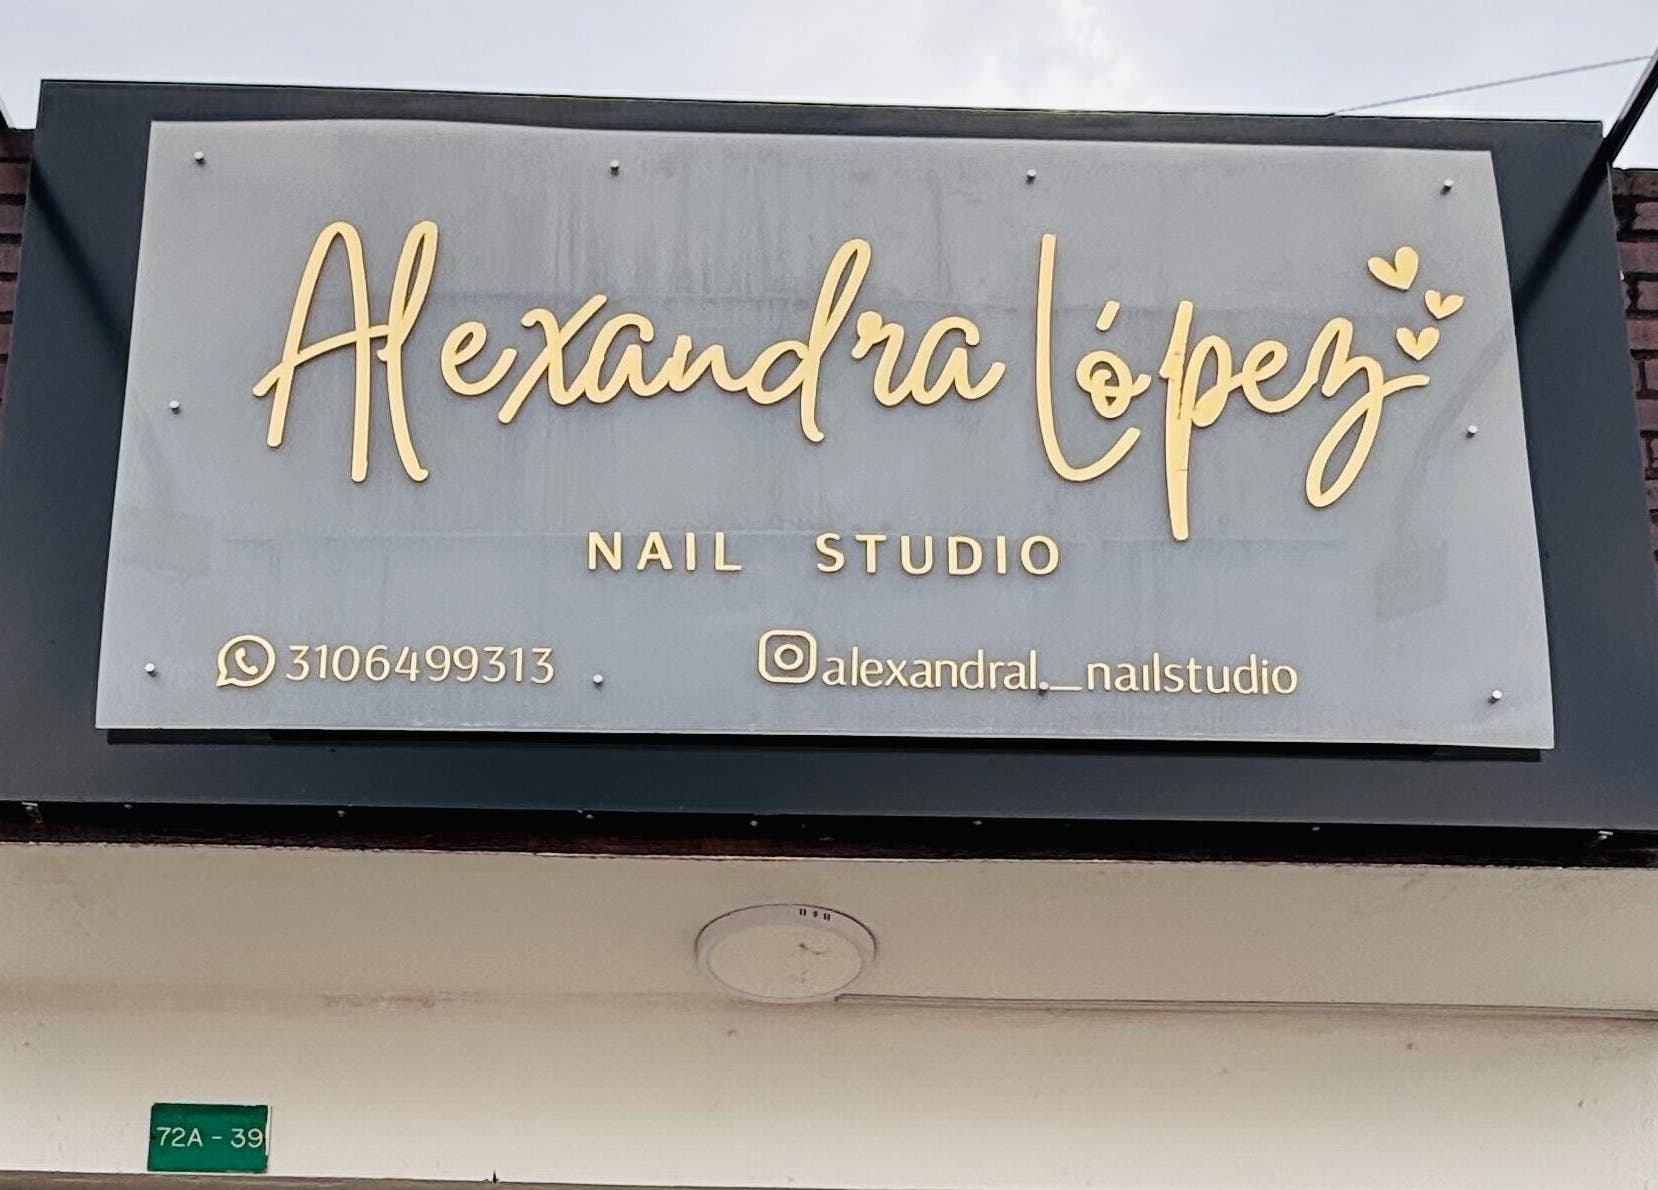 Alexandra López
NAIL STUDIO
3106499313
alexandral._nailstudio
72A - 39